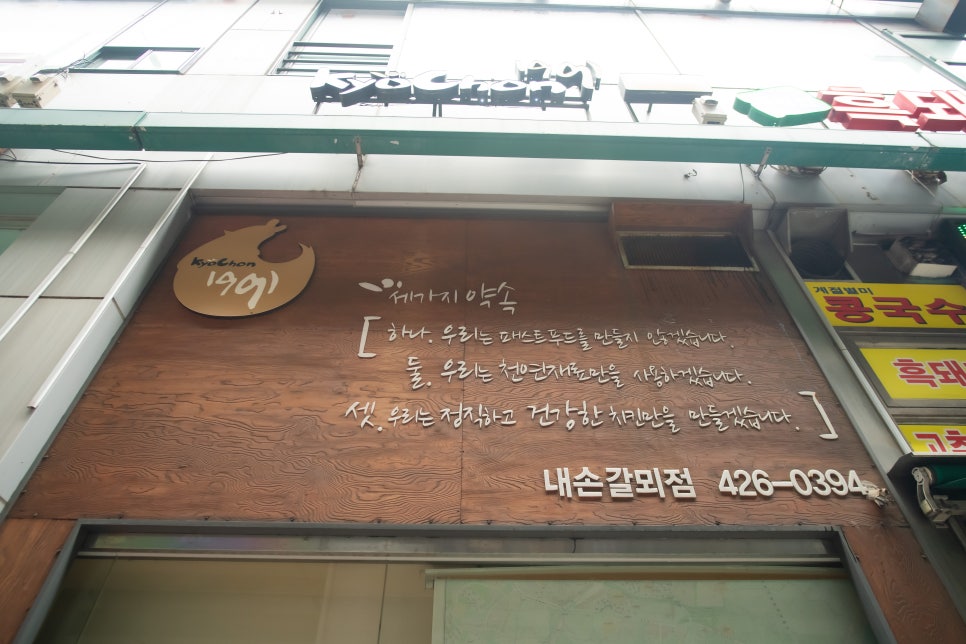 KyoChon
KyoChon
1991
세가지 약속
[ 하나. 우리는 패스트푸드를 만들지 않겠습니다.
둘. 우리는 천연재료만을 사용하겠습니다.
셋. 우리는 정직하고 건강한 치킨만을 만들겠습니다. ]
내손갈뫼점 426-0394
계절별미
콩국수
흑돼
고추